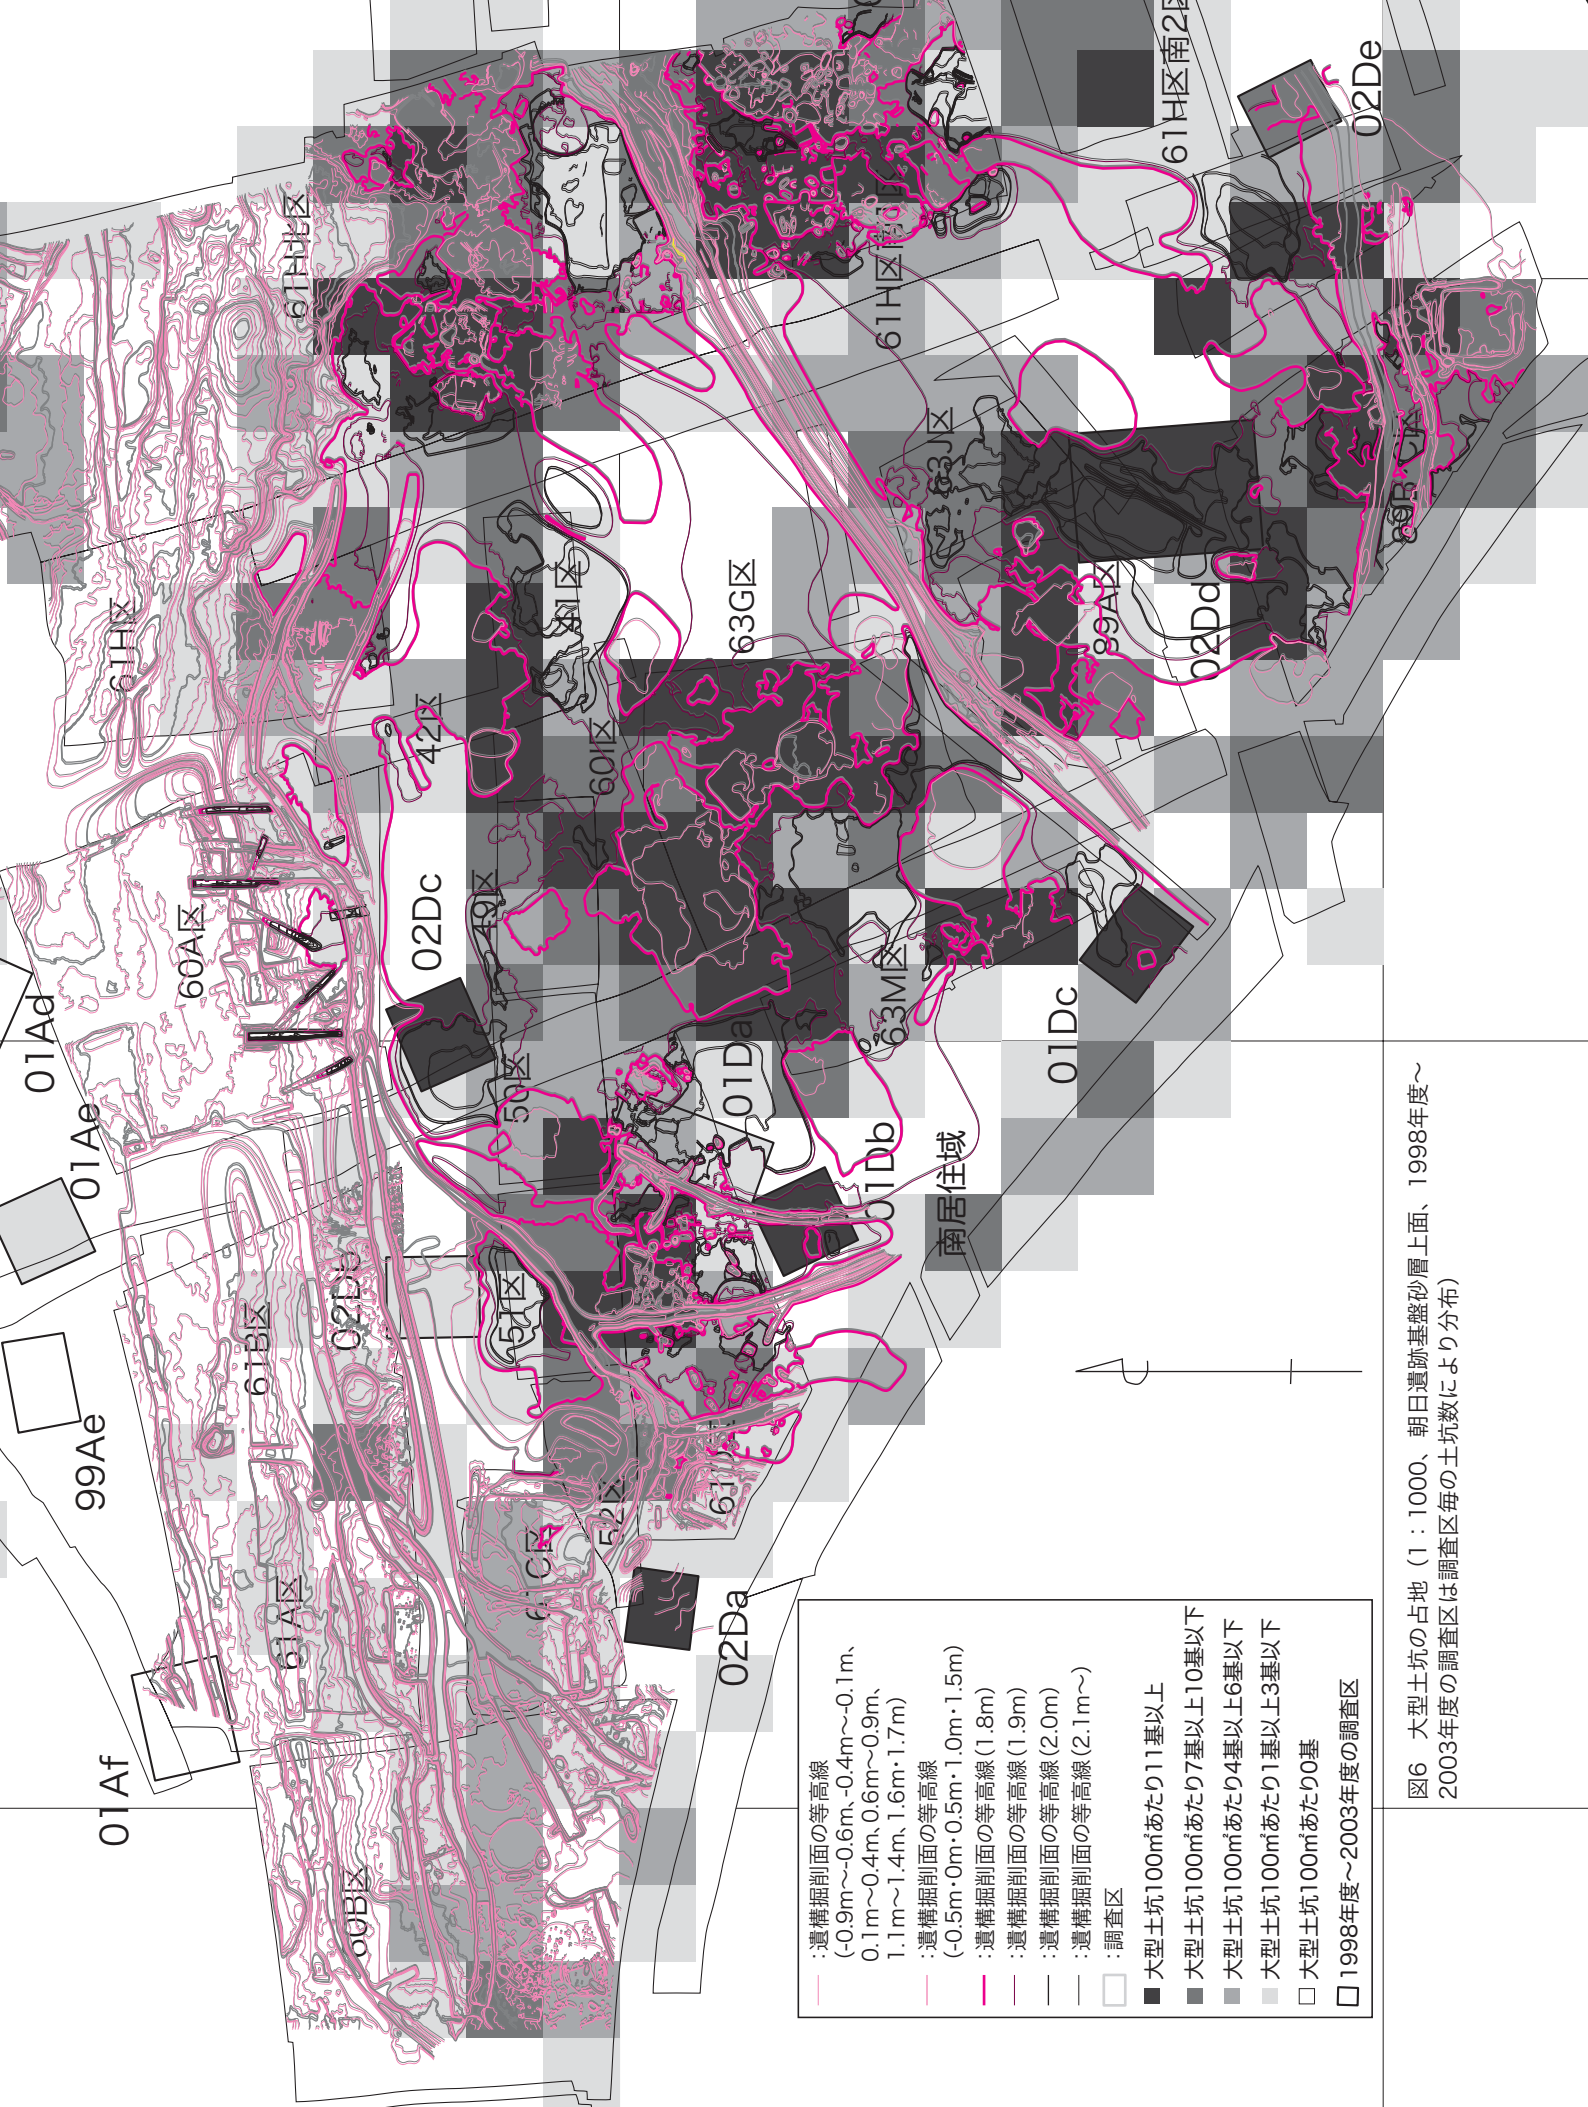 01Af
99Ae
01Ae
01Ad
60B区
61A区
61B区
60A区
61H区
61H北区
02Db
02Dc
42区
41区
49区
50区
51区
52区
60I区
63G区
02Da
01Da
01Db
63M区
01Dc
南居住域
63J区
89A区
02Dd
61H区南2区
02De
:遺構掘削面の等高線
(-0.9m～-0.6m、-0.4m～-0.1m、
0.1m～0.4m、0.6m～0.9m、
1.1m～1.4m、1.6m・1.7m)
:遺構掘削面の等高線
(-0.5m・0m・0.5m・1.0m・1.5m)
:遺構掘削面の等高線(1.8m)
:遺構掘削面の等高線(1.9m)
:遺構掘削面の等高線(2.0m)
:遺構掘削面の等高線(2.1m～)
:調査区
大型土坑100㎡あたり11基以上
大型土坑100㎡あたり7基以上10基以下
大型土坑100㎡あたり4基以上6基以下
大型土坑100㎡あたり1基以上3基以下
大型土坑100㎡あたり0基
1998年度～2003年度の調査区
図6　大型土坑の占地（1：1000、朝日遺跡基盤砂層上面、1998年度～
2003年度の調査区は調査区毎の土坑数により分布）